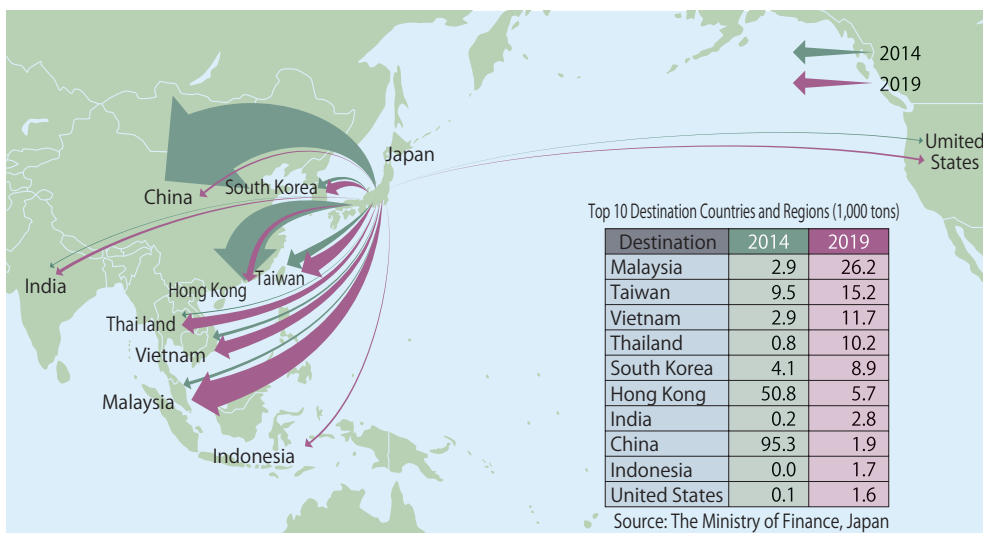 2014
2019
Japan
Umited
States
China
South Korea
India
Hong Kong
Taiwan
Thai land
Vietnam
Malaysia
Indonesia
Top 10 Destination Countries and Regions (1,000 tons)
Destination 2014 2019
Malaysia 2.9 26.2
Taiwan 9.5 15.2
Vietnam 2.9 11.7
Thailand 0.8 10.2
South Korea 4.1 8.9
Hong Kong 50.8 5.7
India 0.2 2.8
China 95.3 1.9
Indonesia 0.0 1.7
United States 0.1 1.6
Source: The Ministry of Finance, Japan